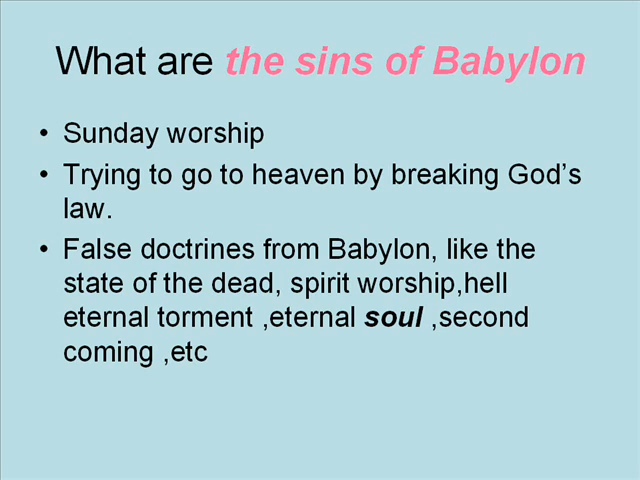 What are the sins of Babylon
• Sunday worship
• Trying to go to heaven by breaking God's
law.
• False doctrines from Babylon, like the
state of the dead, spirit worship,hell
eternal torment ,eternal soul ,second
coming ,etc